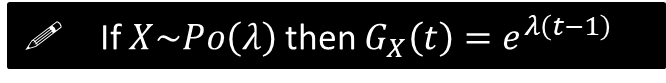 If X~Po(λ) then G_X(t) = e^{λ(t−1)}